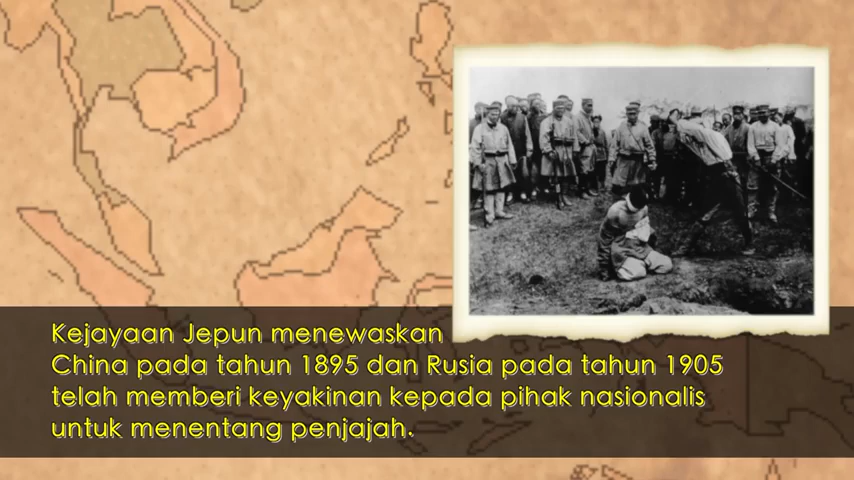 Kejayaan Jepun menewaskan
China pada tahun 1895 dan Rusia pada tahun 1905
telah memberi keyakinan kepada pihak nasionalis
untuk menentang penjajah.